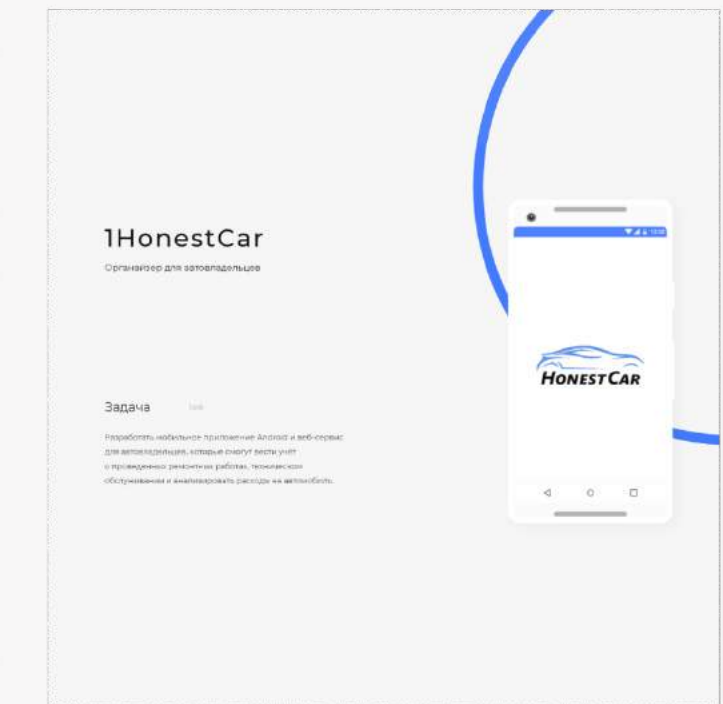 1HonestCar
Органайзер для автовладельцев
HONESTCAR
Задача
Разработать мобильное приложение Android и веб-сервис
для автовладельцев, которые смогут вести учёт
о проведенных ремонтных работах, техническом
обслуживании и анализировать расходы на автомобиль.